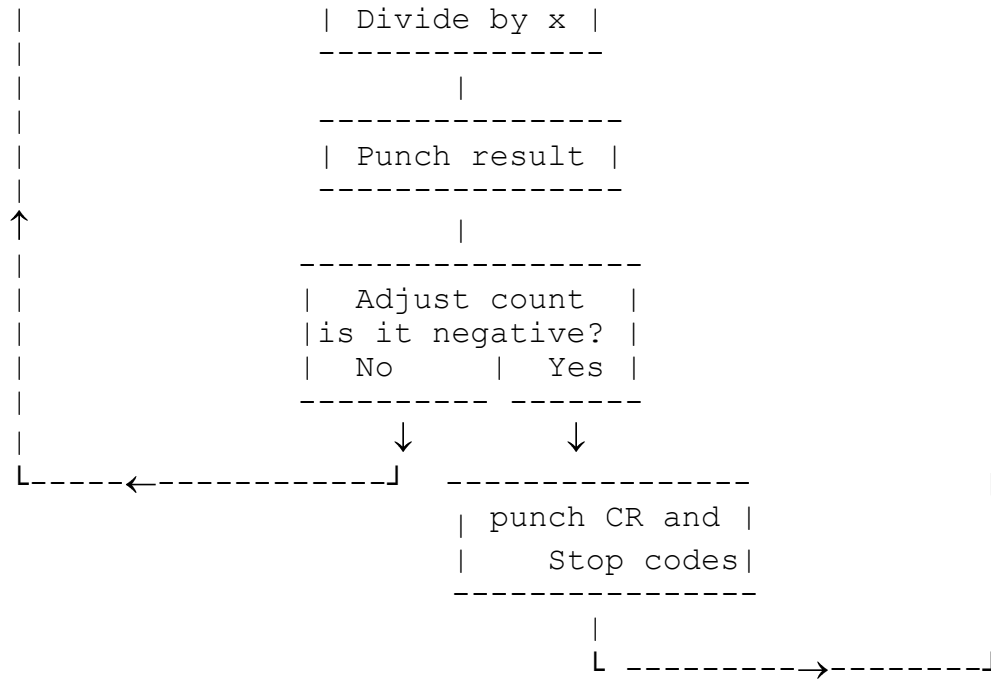 Divide by x
Punch result
Adjust count
is it negative?
No Yes
punch CR and
Stop codes